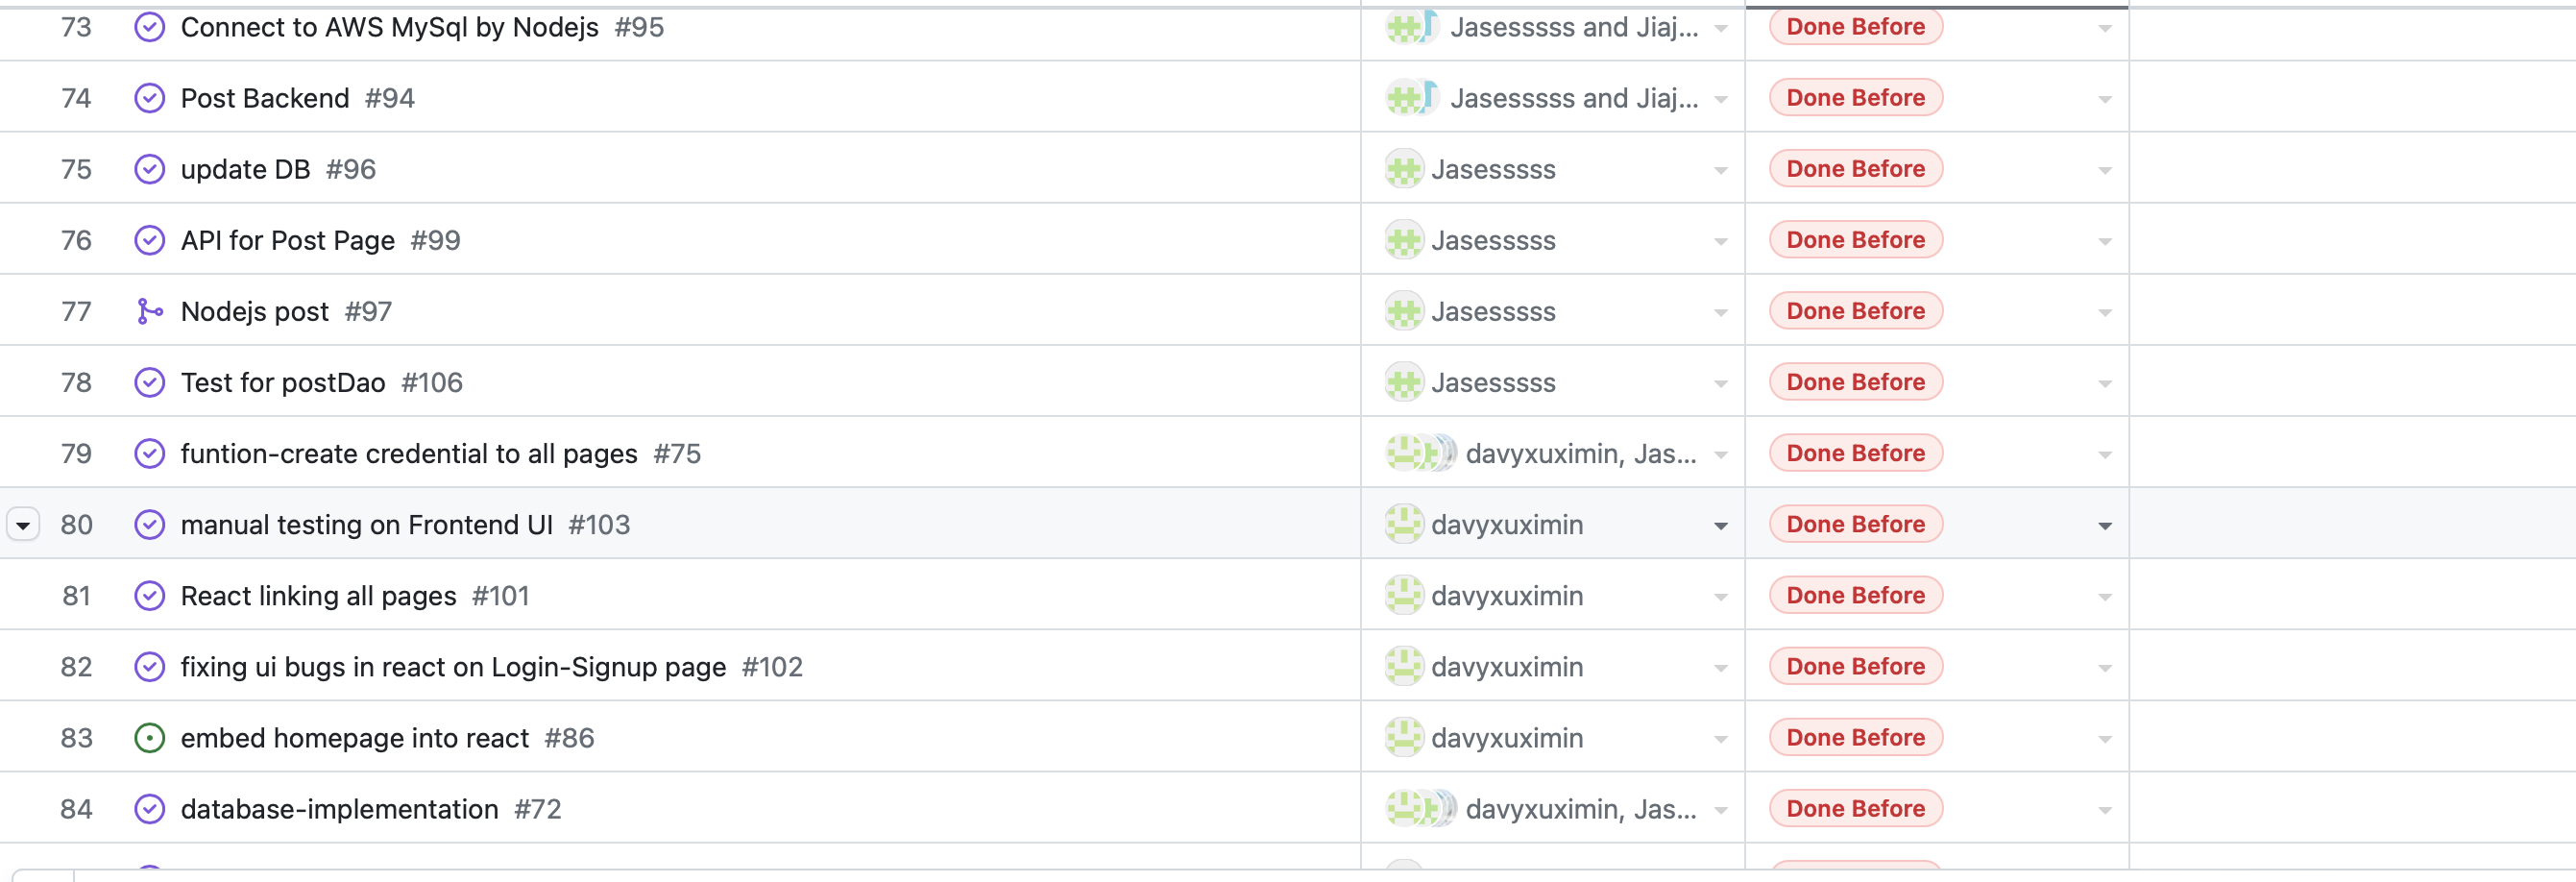 73 Connect to AWS MySql by Nodejs #95 Jasesssss and Jiaj... Done Before
74 Post Backend #94 Jasesssss and Jiaj... Done Before
75 update DB #96 Jasesssss Done Before
76 API for Post Page #99 Jasesssss Done Before
77 Nodejs post #97 Jasesssss Done Before
78 Test for postDao #106 Jasesssss Done Before
79 funtion-create credential to all pages #75 davyxuximin, Jas... Done Before
80 manual testing on Frontend UI #103 davyxuximin Done Before
81 React linking all pages #101 davyxuximin Done Before
82 fixing ui bugs in react on Login-Signup page #102 davyxuximin Done Before
83 embed homepage into react #86 davyxuximin Done Before
84 database-implementation #72 davyxuximin, Jas... Done Before